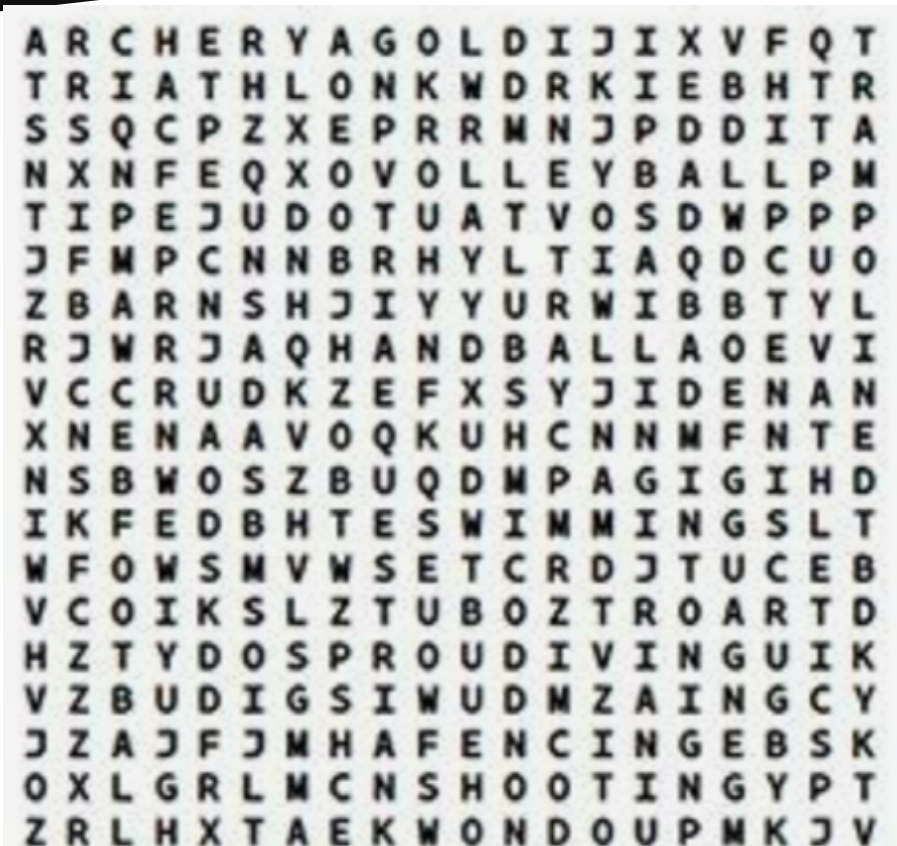 A R C H E R Y A G O L D I J I X V F Q T
T R I A T H L O N K W D R K I E B H T R
S S Q C P Z X E P R R M N J P D D I T A
N X N F E Q X O V O L L E Y B A L L P M
T I P E J U D O T U A T V O S D W P P P
J F M P C N N B R H Y L T I A Q D C U O
Z B A R N S H J I Y Y U R W I B B T Y L
R J W R J A Q H A N D B A L L A O E V I
V C C R U D K Z E F X S Y J I D E N A N
X N E N A A V O Q K U H C N N M F N T E
N S B W O S Z B U Q D M P A G I G I H D
I K F E D B H T E S W I M M I N G S L T
W F O W S M V W S E T C R D J T U C E B
V C O I K S L Z T U B O Z T R O A R T D
H Z T Y D O S P R O U D I V I N G U I K
V Z B U D I G S I W U D M Z A I N G C Y
J Z A J F J M H A F E N C I N G E B S K
O X L G R L M C N S H O O T I N G Y P T
Z R L H X T A E K W O N D O U P M K J V